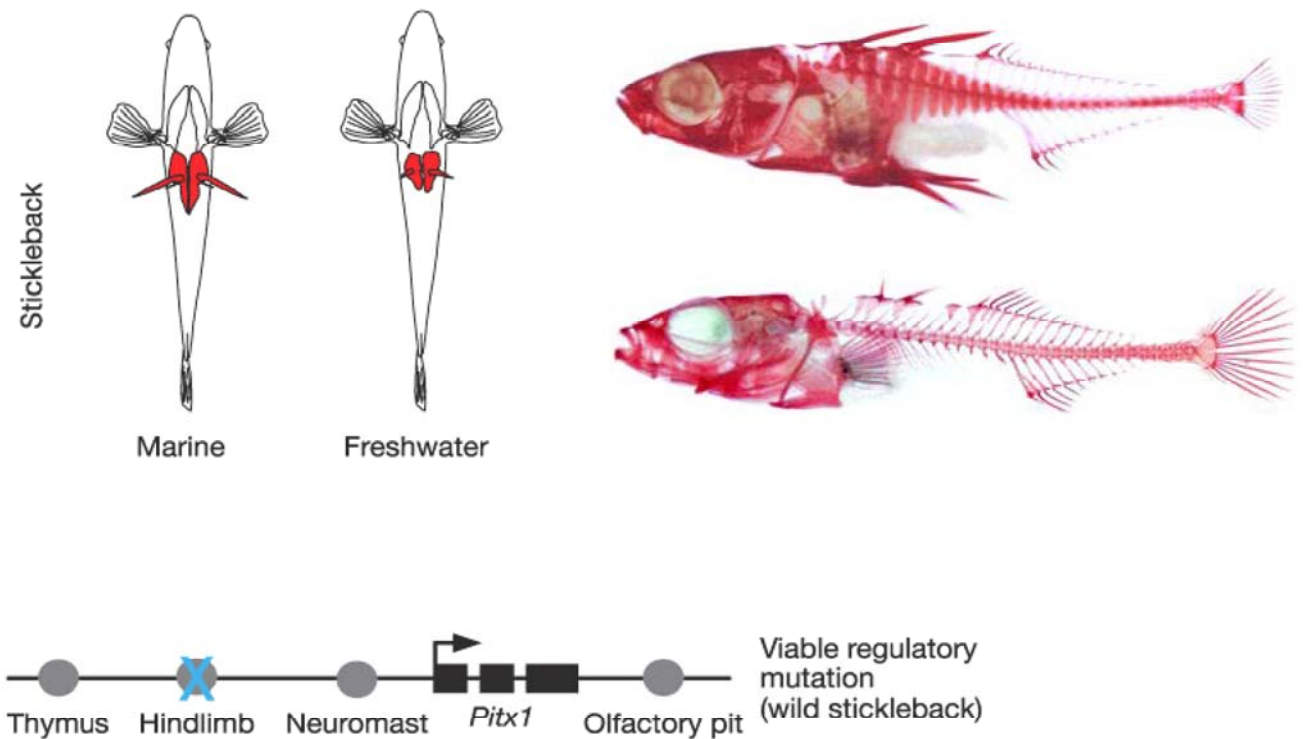 Stickleback
Marine
Freshwater
Thymus
Hindlimb
Neuromast
Pitx1
Olfactory pit
Viable regulatory
mutation
(wild stickleback)